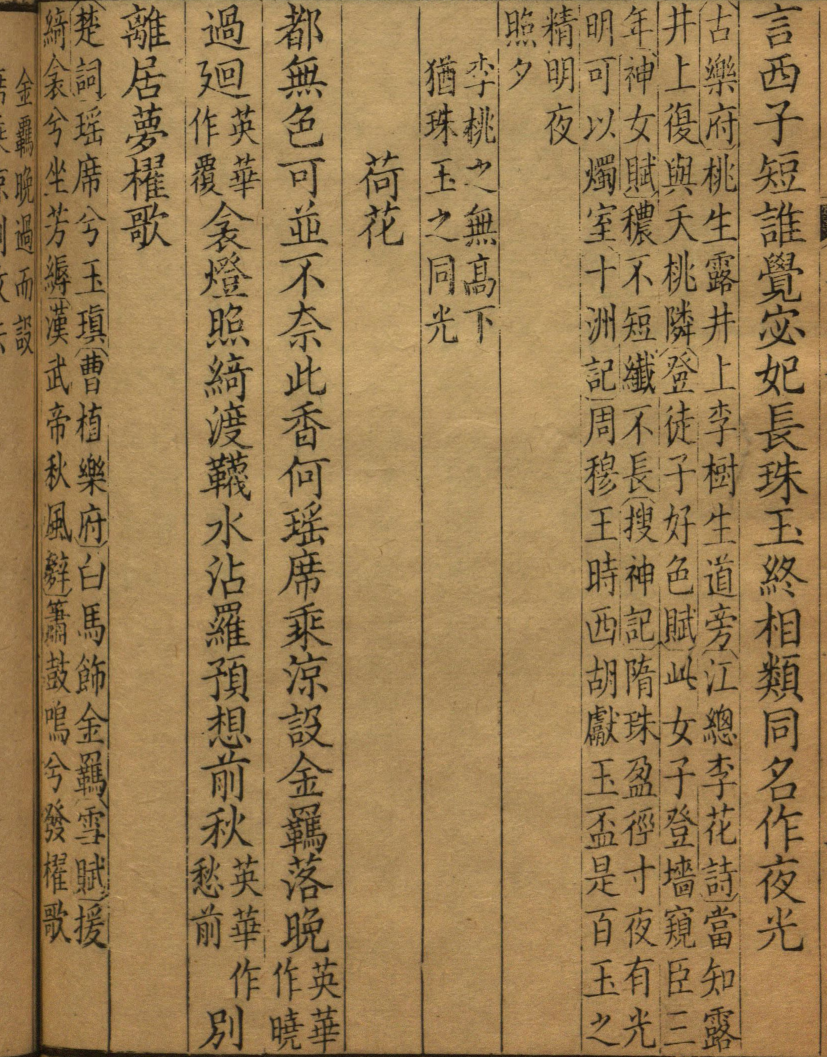 言西子短誰覺宓妃長珠玉終相類同名作夜光
古樂府桃生露井上李樹生道旁江總李花詩當知露
井上復與夭桃隣登徒子好色賦此女子登墻窺臣三
年神女賦穠不短纖不長搜神記隋珠盈徑寸夜有光
明可以燭室十洲記周穆王時西胡獻玉盃是百玉之
精明夜
照夕
李桃之無高下
猶珠玉之同光
荷花
都無色可並不奈此香何瑶席乘涼設金羈落晚英華
作曉
過廻英華
作覆衾燈照綺渡韈水沾羅預想前秋英華作
愁前別
離居夢櫂歌
楚詞瑶席兮玉瑱曹植樂府白馬飾金羈雪賦援
綺衾兮坐芳縟漢武帝秋風辭簫鼓鳴兮發櫂歌
金羈晚過而設